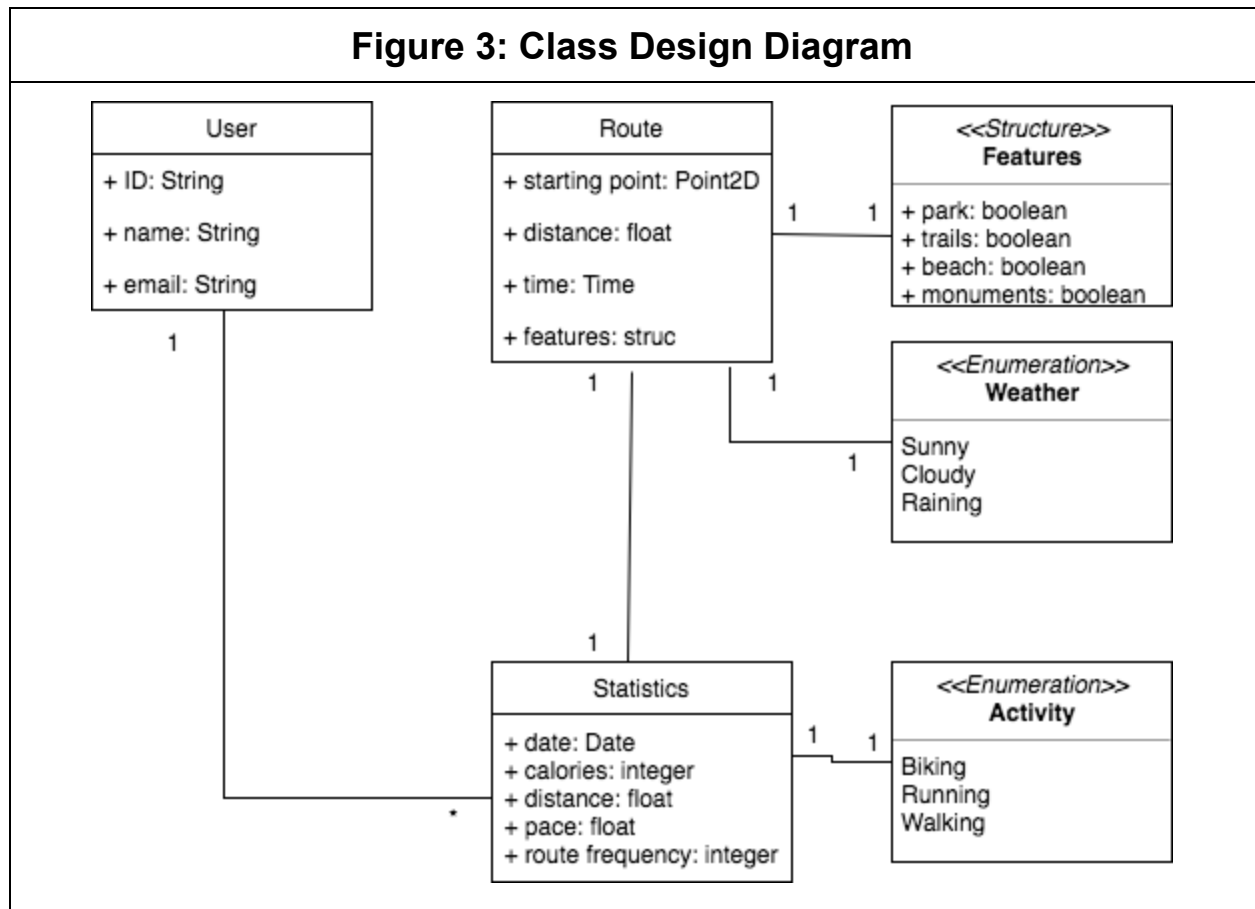 Figure 3: Class Design Diagram
User
+ ID: String
+ name: String
+ email: String
1
Route
+ starting point: Point2D
+ distance: float
+ time: Time
+ features: struc
1
1
<<Structure>>
Features
+ park: boolean
+ trails: boolean
+ beach: boolean
+ monuments: boolean
1
1
<<Enumeration>>
Weather
Sunny
Cloudy
Raining
1
1
Statistics
+ date: Date
+ calories: integer
+ distance: float
+ pace: float
+ route frequency: integer
*
1
1
<<Enumeration>>
Activity
Biking
Running
Walking